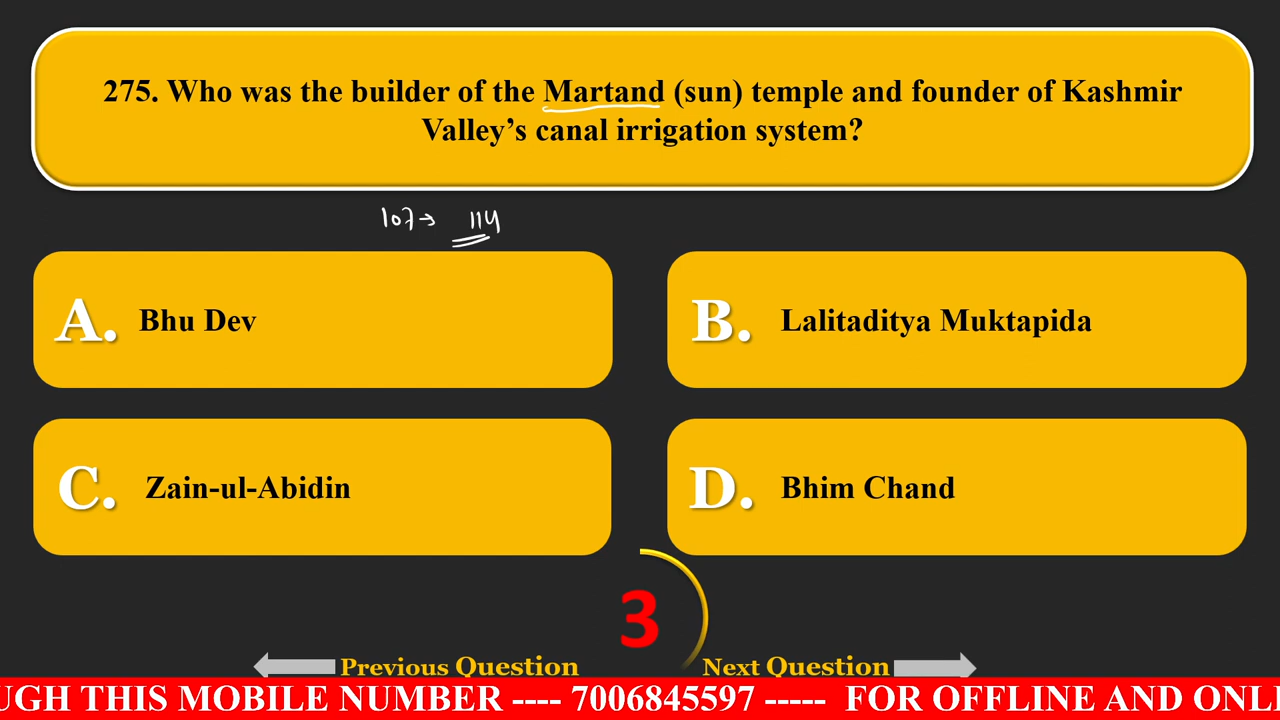 275. Who was the builder of the Martand (sun) temple and founder of Kashmir
Valley’s canal irrigation system?
107→ 114
A. Bhu Dev
B. Lalitaditya Muktapida
C. Zain-ul-Abidin
D. Bhim Chand
3
Previous Question
Next Question
UGH THIS MOBILE NUMBER ---- 7006845597 ----- FOR OFFLINE AND ONLI